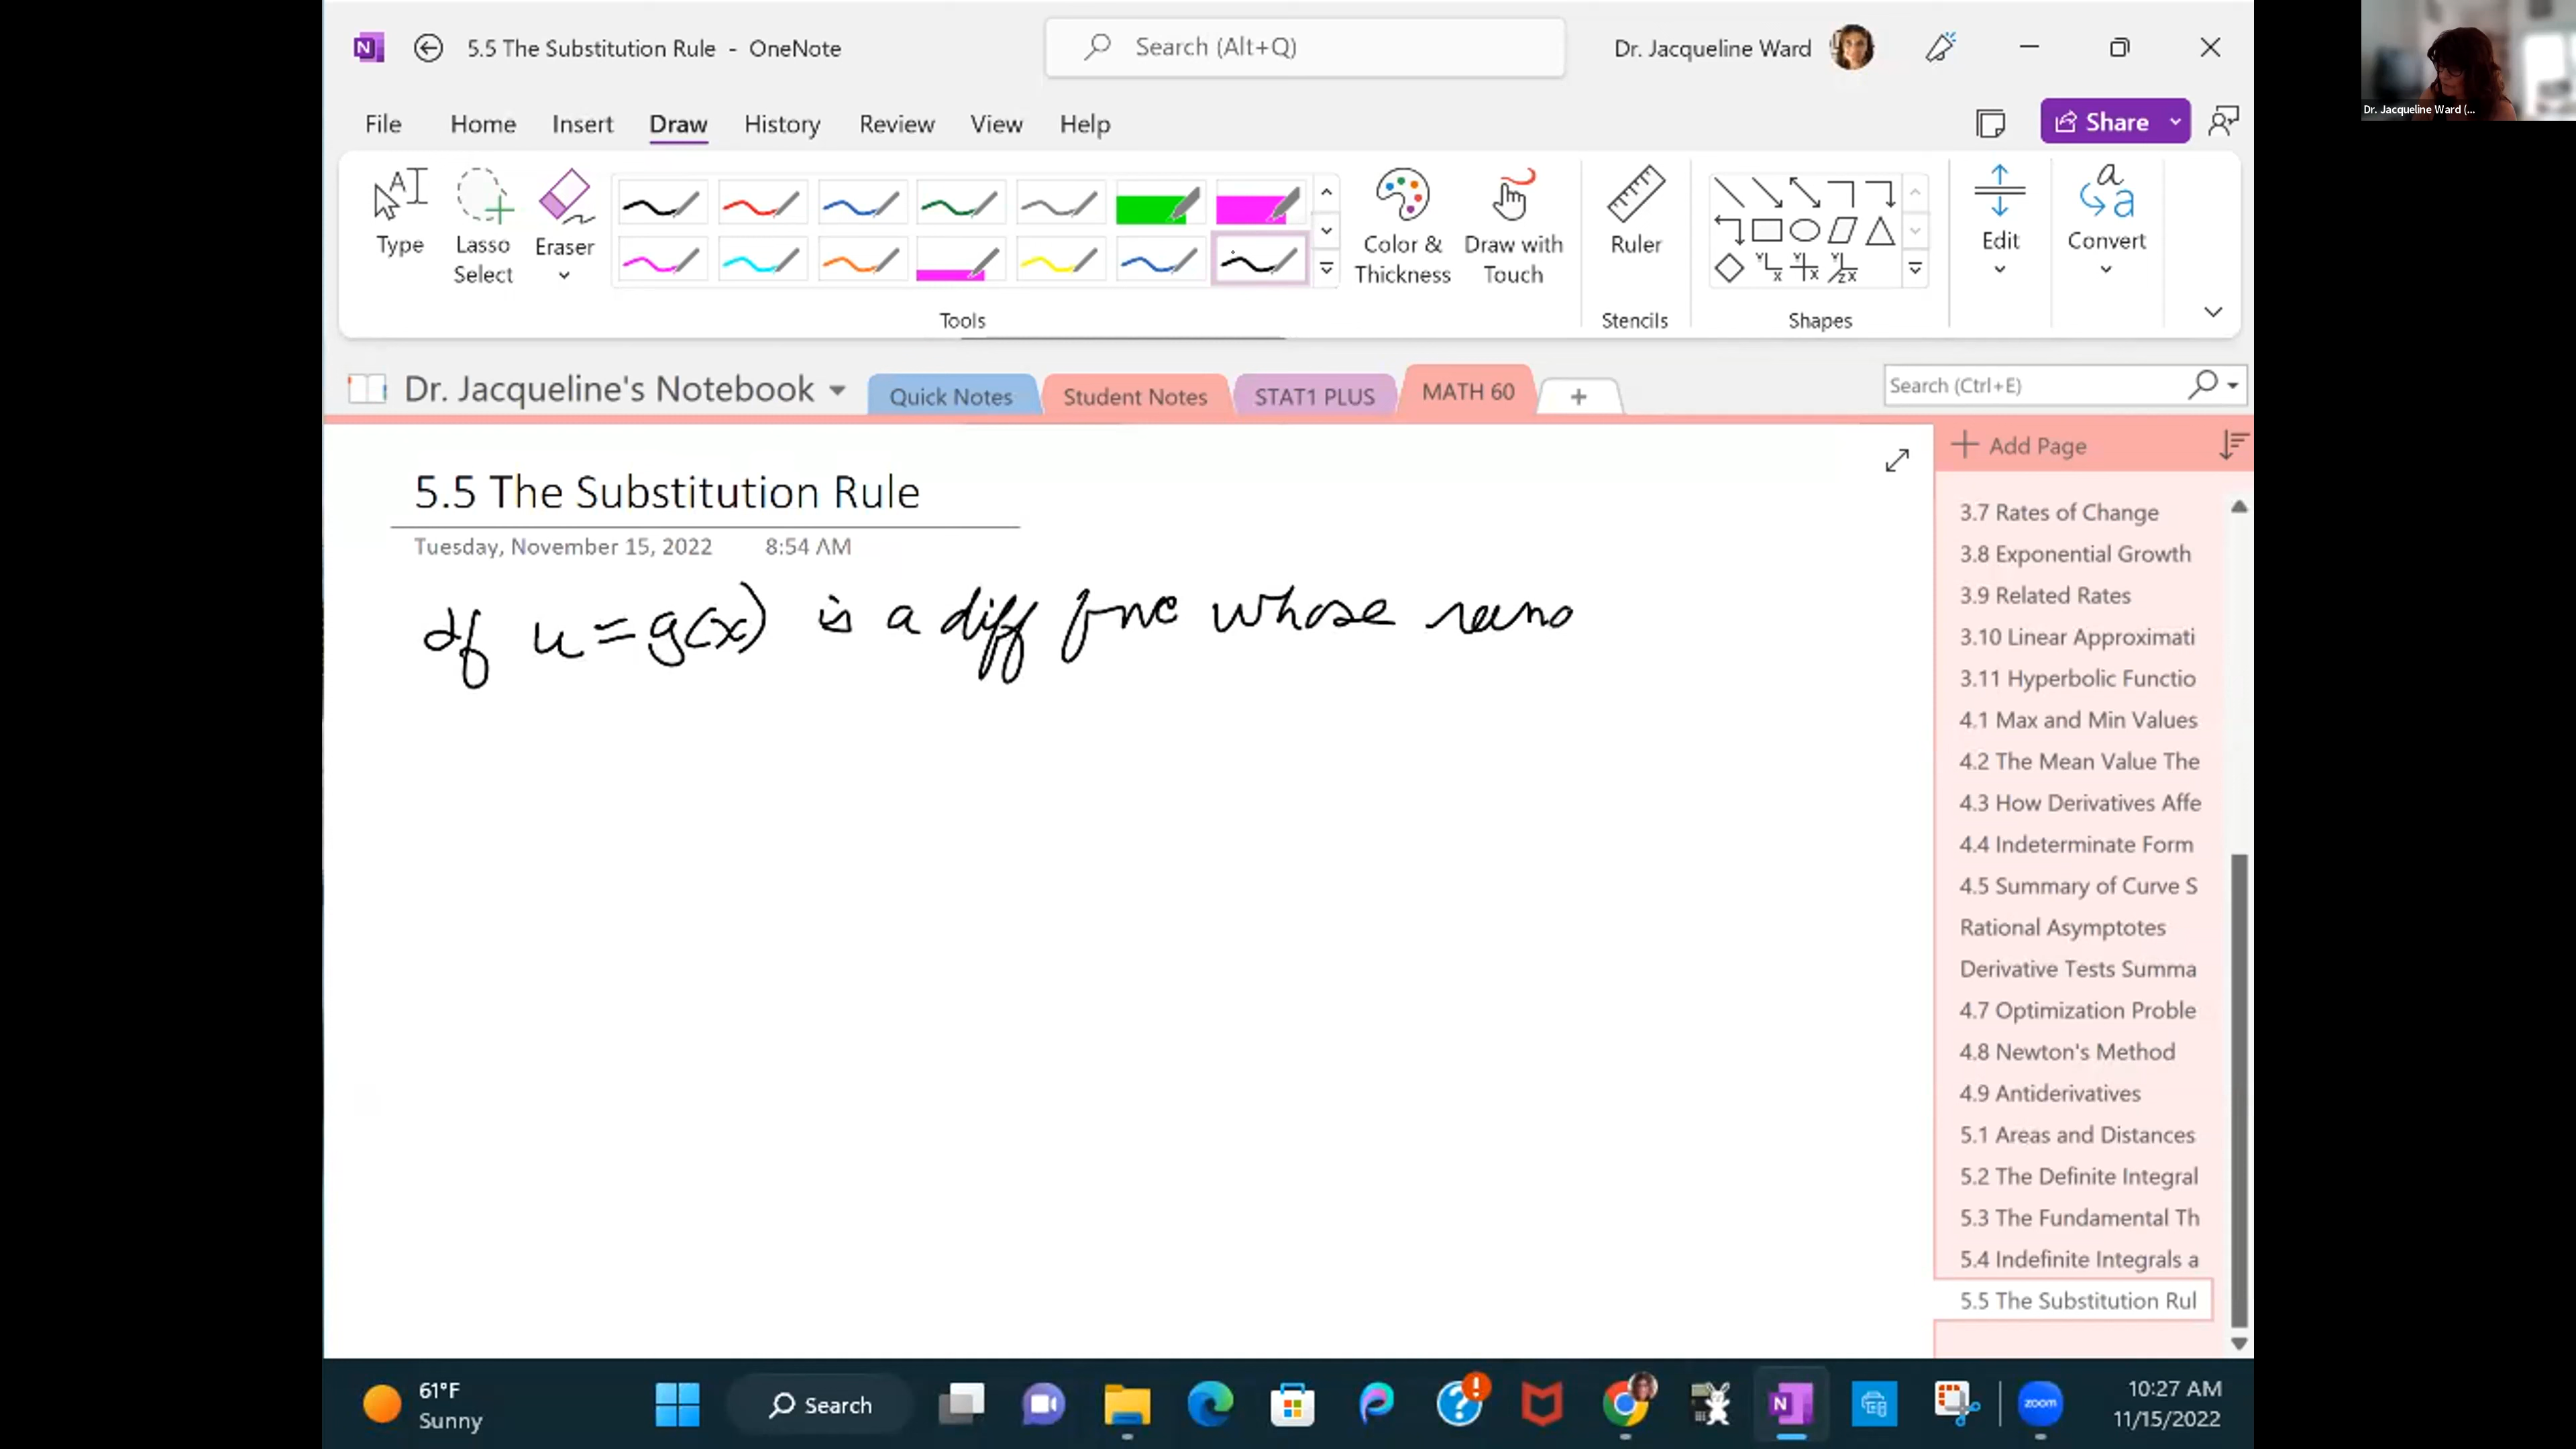 5.5 The Substitution Rule - OneNote
Search (Alt+Q)
Dr. Jacqueline Ward
Dr. Jacqueline Ward (...
File Home Insert Draw History Review View Help
Share
Type
Lasso Select
Eraser
Color & Thickness
Draw with Touch
Ruler
Edit
Convert
Tools
Stencils
Shapes
Dr. Jacqueline's Notebook
Quick Notes
Student Notes
STAT1 PLUS
MATH 60
Search (Ctrl+E)
5.5 The Substitution Rule
Tuesday, November 15, 2022 8:54 AM
If u=g(x) is a diff fnc whose
Add Page
3.7 Rates of Change
3.8 Exponential Growth
3.9 Related Rates
3.10 Linear Approximati
3.11 Hyperbolic Functio
4.1 Max and Min Values
4.2 The Mean Value The
4.3 How Derivatives Affe
4.4 Indeterminate Form
4.5 Summary of Curve S
Rational Asymptotes
Derivative Tests Summa
4.7 Optimization Proble
4.8 Newton's Method
4.9 Antiderivatives
5.1 Areas and Distances
5.2 The Definite Integral
5.3 The Fundamental Th
5.4 Indefinite Integrals a
5.5 The Substitution Rul
61°F
Sunny
Search
zoom
10:27 AM
11/15/2022